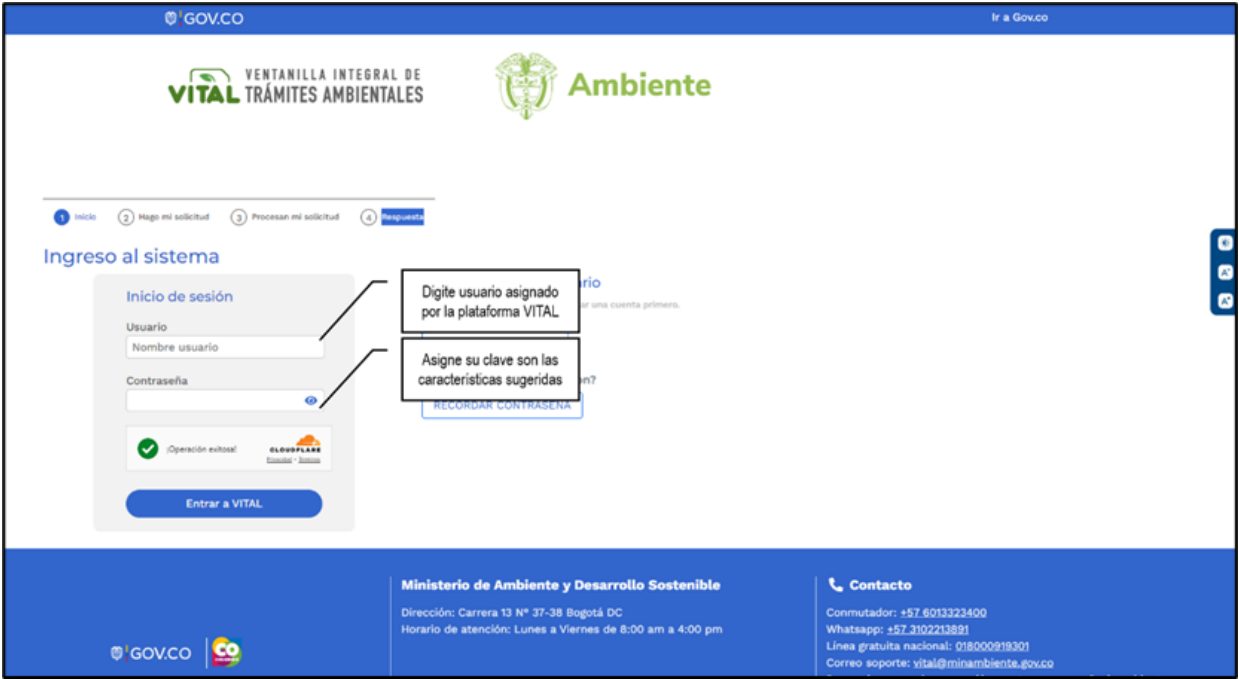 GOV.CO
Ir a Gov.co
VITAL
VENTANILLA INTEGRAL DE
TRÁMITES AMBIENTALES
Ambiente
1 Inicio
2 Hago mi solicitud
3 Procesan mi solicitud
4 Respuesta
Ingreso al sistema
Inicio de sesión
Usuario
Nombre usuario
Contraseña
¡Operación exitosa!
CLOUDFLARE
Privacidad - Términos
Entrar a VITAL
Digite usuario asignado
por la plataforma VITAL
Asigne su clave son las
características sugeridas
una cuenta primero.
RECORDAR CONTRASEÑA
GOV.CO
CO
Ministerio de Ambiente y Desarrollo Sostenible
Dirección: Carrera 13 N° 37-38 Bogotá DC
Horario de atención: Lunes a Viernes de 8:00 am a 4:00 pm
Contacto
Conmutador: +57 6013323400
Whatsapp: +57 3102213891
Línea gratuita nacional: 018000919301
Correo soporte: vital@minambiente.gov.co